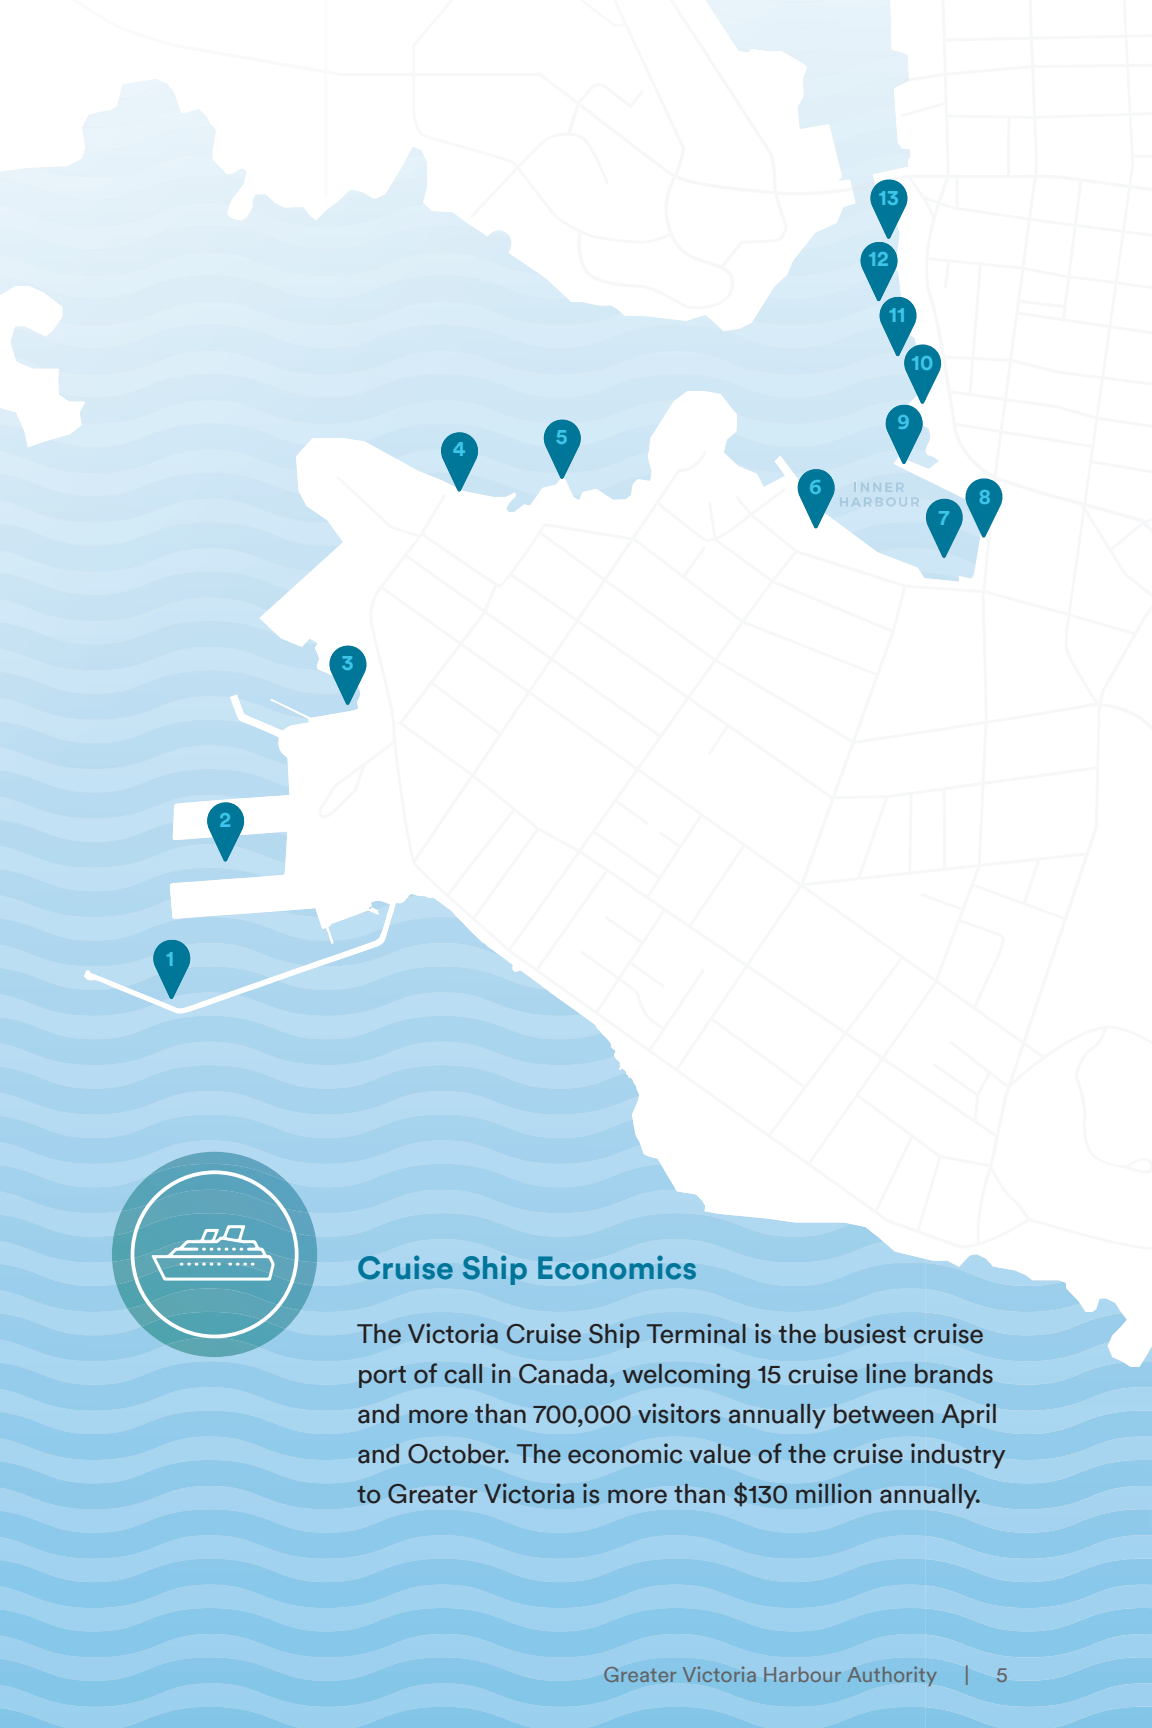 13
12
11
10
9
5
4
6
INNER
HARBOUR
8
7
3
2
1
Cruise Ship Economics
The Victoria Cruise Ship Terminal is the busiest cruise
port of call in Canada, welcoming 15 cruise line brands
and more than 700,000 visitors annually between April
and October. The economic value of the cruise industry
to Greater Victoria is more than $130 million annually.
Greater Victoria Harbour Authority | 5